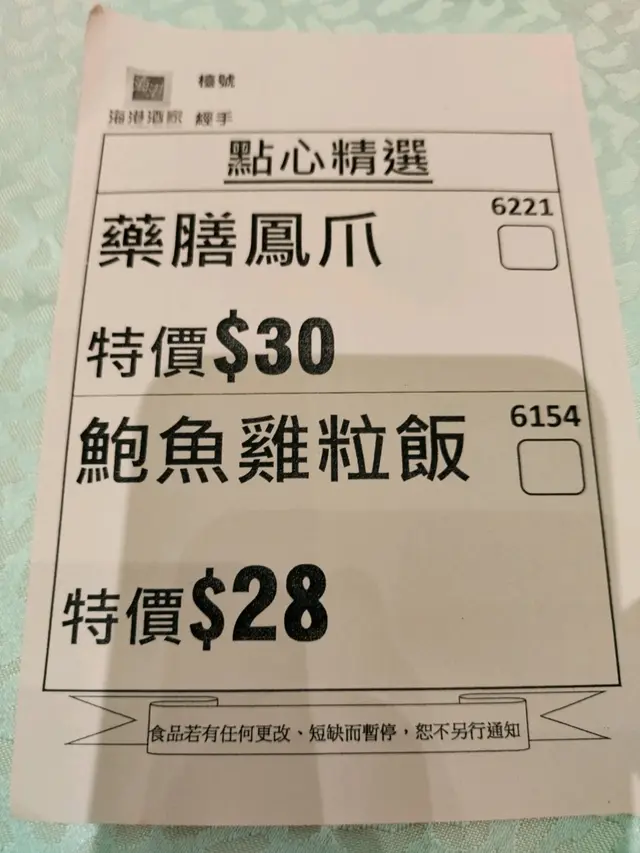 檯號
海港酒家 經手
點心精選
6221
藥膳鳳爪
特價$30
6154
鮑魚雞粒飯
特價$28
食品若有任何更改、短缺而暫停，恕不另行通知